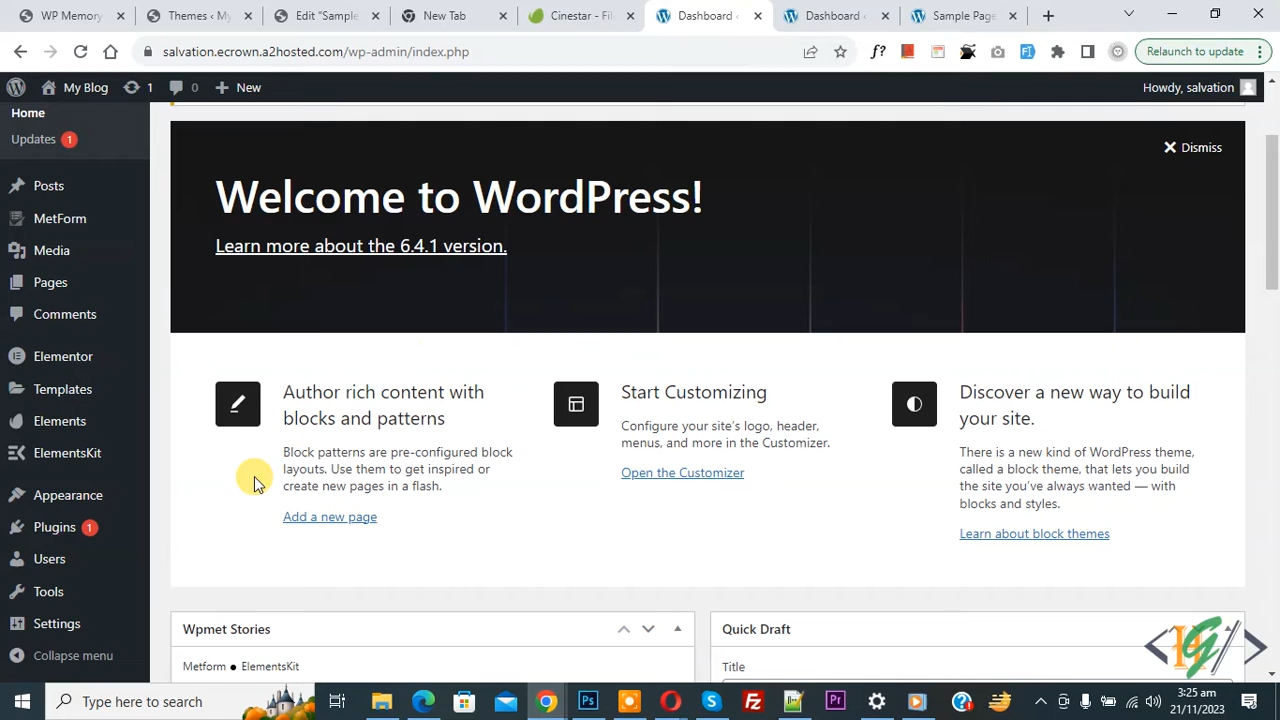 WP Memory
Themes ‹ My
Edit "Sample
New Tab
Cinestar - Fil
Dashboard ‹
Dashboard ‹
Sample Page
salvation.ecrown.a2hosted.com/wp-admin/index.php
f?
Relaunch to update
My Blog
1
0
New
Howdy, salvation
Home
Updates 1
Posts
MetForm
Media
Pages
Comments
Elementor
Templates
Elements
ElementsKit
Appearance
Plugins 1
Users
Tools
Settings
Collapse menu
Dismiss
Welcome to WordPress!
Learn more about the 6.4.1 version.
Author rich content with
blocks and patterns
Block patterns are pre-configured block
layouts. Use them to get inspired or
create new pages in a flash.
Add a new page
Start Customizing
Configure your site's logo, header,
menus, and more in the Customizer.
Open the Customizer
Discover a new way to build
your site.
There is a new kind of WordPress theme,
called a block theme, that lets you build
the site you've always wanted — with
blocks and styles.
Learn about block themes
Wpmet Stories
Metform ● ElementsKit
Quick Draft
Title
HG
Type here to search
Ps
Pr
3:25 am
21/11/2023